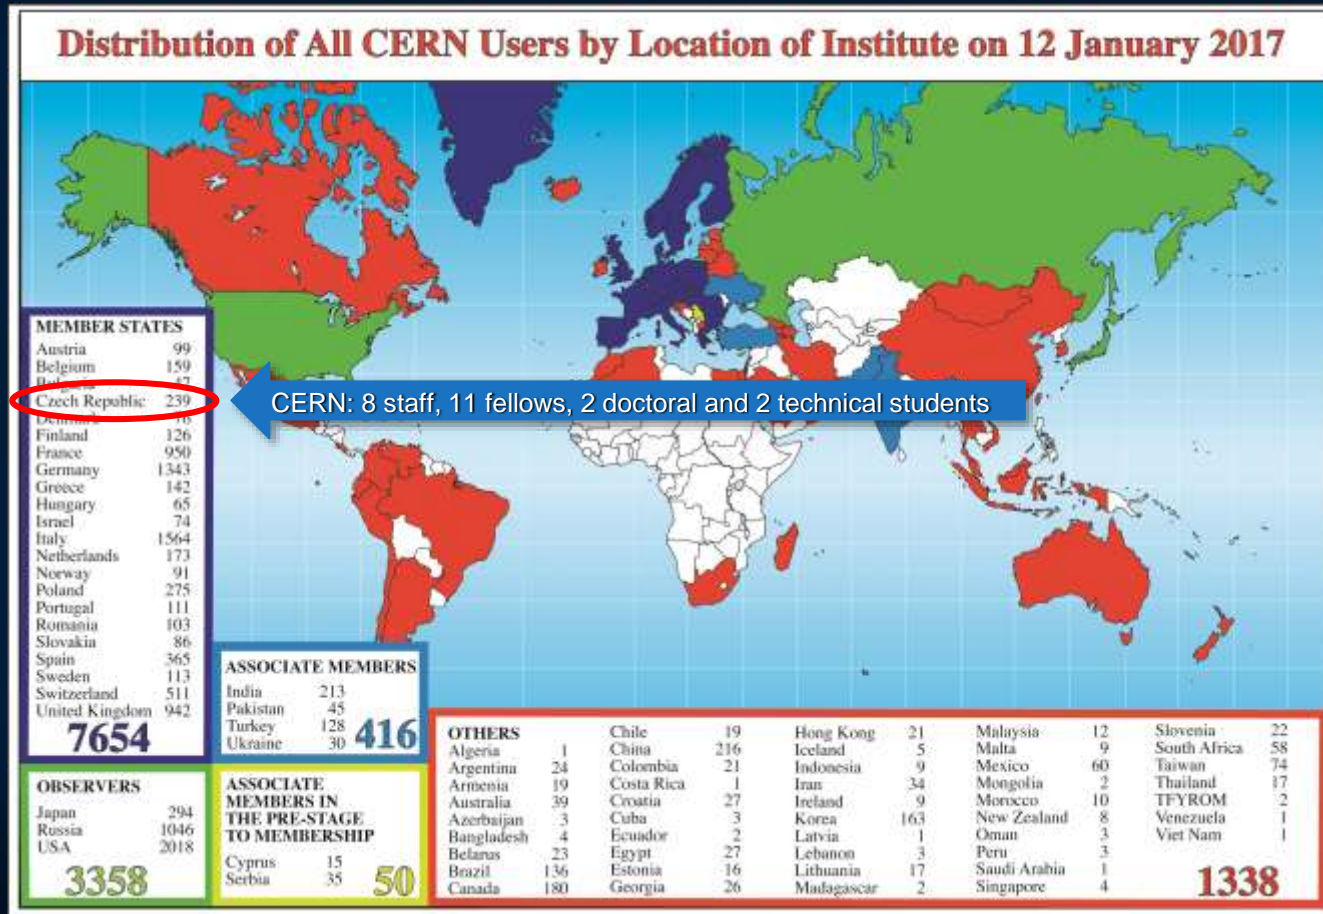 Distribution of All CERN Users by Location of Institute on 12 January 2017
MEMBER STATES
Austria 99
Belgium 159
Bulgaria 47
Czech Republic 239
CERN: 8 staff, 11 fellows, 2 doctoral and 2 technical students
Denmark
Finland 126
France 950
Germany 1343
Greece 142
Hungary 65
Israel 74
Italy 1564
Netherlands 173
Norway 91
Poland 275
Portugal 111
Romania 103
Slovakia 86
Spain 365
Sweden 113
Switzerland 511
United Kingdom 942
7654
ASSOCIATE MEMBERS
India 213
Pakistan 45
Turkey 128
Ukraine 30
416
OBSERVERS
Japan 294
Russia 1046
USA 2018
3358
ASSOCIATE
MEMBERS IN
THE PRE-STAGE
TO MEMBERSHIP
Cyprus 15
Serbia 35
50
OTHERS
Algeria 1
Argentina 24
Armenia 19
Australia 39
Azerbaijan 3
Bangladesh 4
Belarus 23
Brazil 136
Canada 180
Chile 19
China 216
Colombia 21
Costa Rica 1
Croatia 27
Cuba 3
Ecuador 2
Egypt 27
Estonia 16
Georgia 26
Hong Kong 21
Iceland 5
Indonesia 9
Iran 34
Ireland 9
Korea 163
Latvia 1
Lebanon 3
Lithuania 17
Madagascar 2
Malaysia 12
Malta 9
Mexico 60
Mongolia 2
Morocco 10
New Zealand 8
Oman 3
Peru 3
Saudi Arabia 1
Singapore 4
Slovenia 22
South Africa 58
Taiwan 74
Thailand 17
TFYROM 2
Venezuela 1
Viet Nam 1
1338